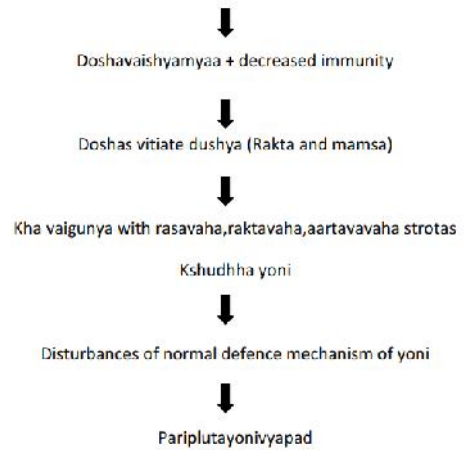 Doshavaishyamyaa + decreased immunity
Doshas vitiate dushya (Rakta and mamsa)
Kha vaigunya with rasavaha,raktavaha,aartavavaha strotas
Kshudhha yoni
Disturbances of normal defence mechanism of yoni
Pariplutayonivyapad